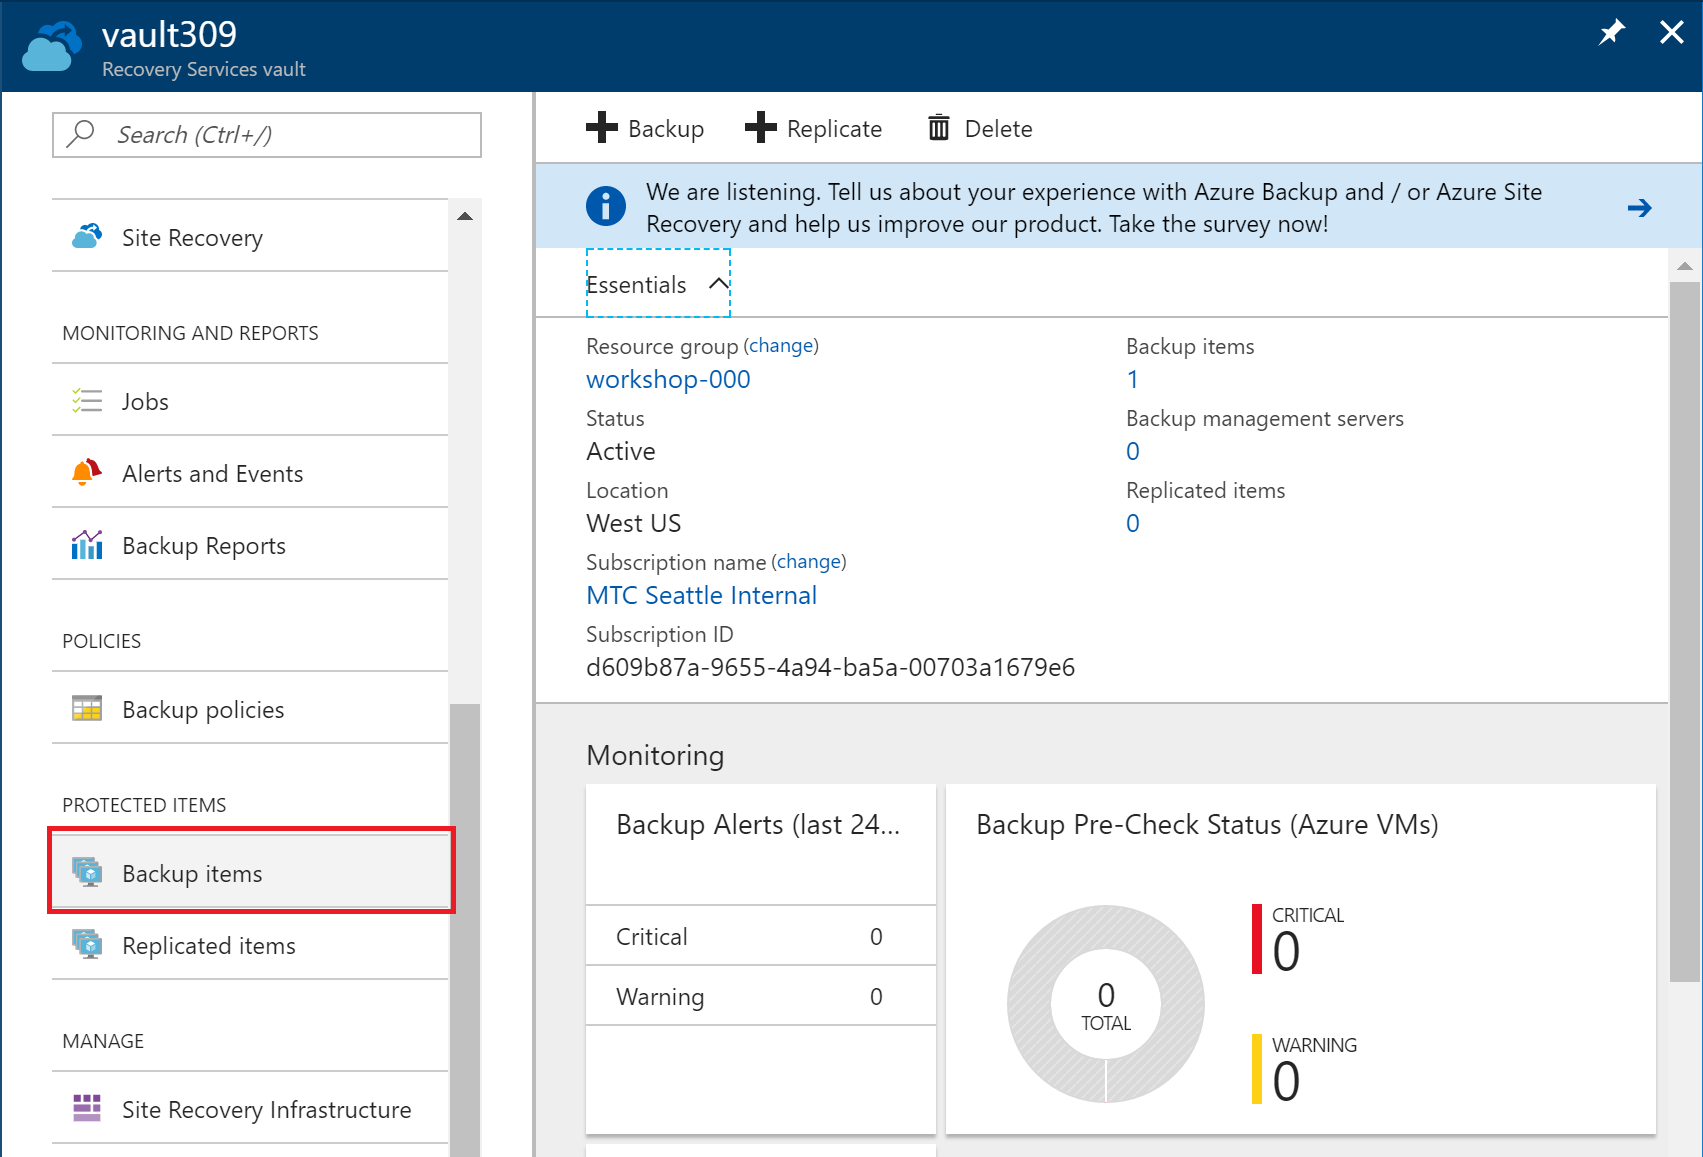 vault309
Recovery Services vault
Search (Ctrl+/)
Site Recovery
MONITORING AND REPORTS
Jobs
Alerts and Events
Backup Reports
POLICIES
Backup policies
PROTECTED ITEMS
Backup items
Replicated items
MANAGE
Site Recovery Infrastructure
Backup
Replicate
Delete
We are listening. Tell us about your experience with Azure Backup and / or Azure Site
Recovery and help us improve our product. Take the survey now!
Essentials
Resource group (change)
workshop-000
Status
Active
Location
West US
Subscription name (change)
MTC Seattle Internal
Subscription ID
d609b87a-9655-4a94-ba5a-00703a1679e6
Backup items
1
Backup management servers
0
Replicated items
0
Monitoring
Backup Alerts (last 24...
Critical 0
Warning 0
Backup Pre-Check Status (Azure VMs)
0
TOTAL
CRITICAL
0
WARNING
0